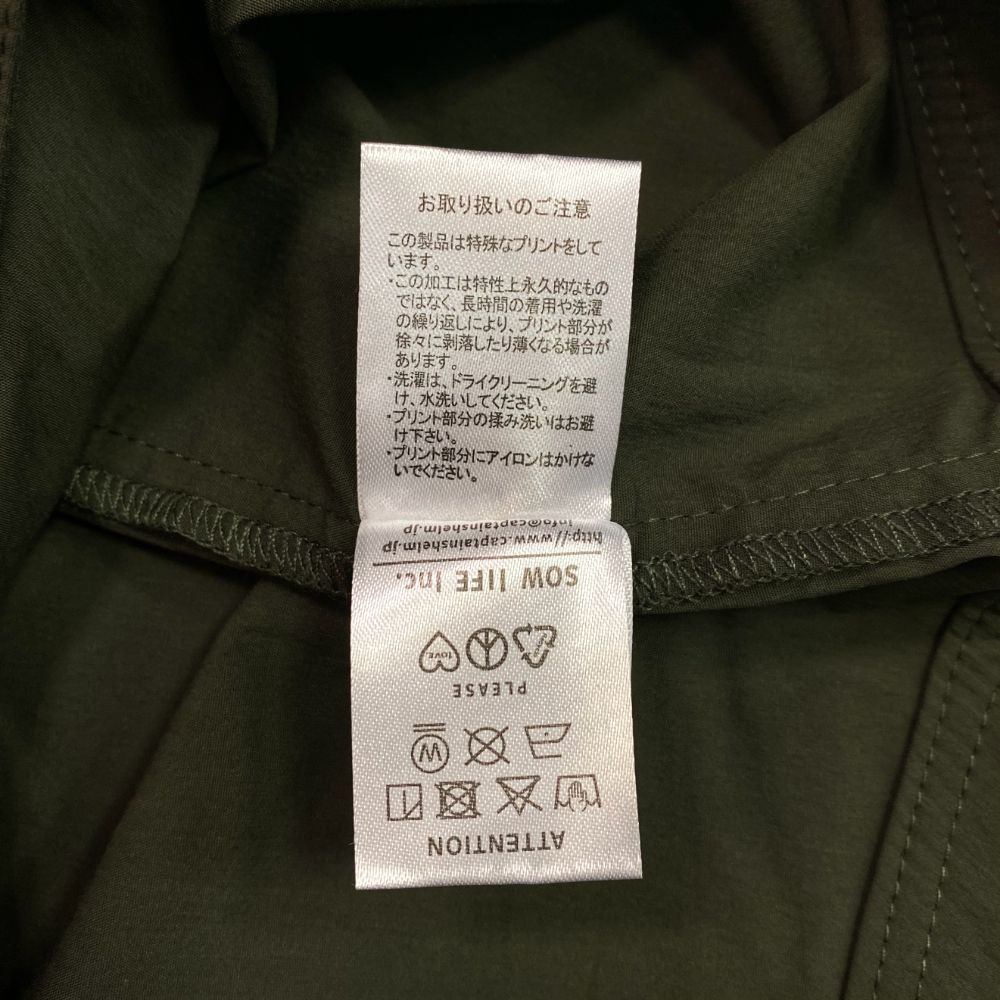 お取り扱いのご注意
この製品は特殊なプリントをして
います。
・この加工は特性上永久的なもの
ではなく、長時間の着用や洗濯
の繰り返しにより、プリント部分が
徐々に剥落したり薄くなる場合が
あります。
・洗濯は、ドライクリーニングを避
け、水洗いしてください。
・プリント部分の揉み洗いはお避
け下さい。
・プリント部分にアイロンはかけな
いでください。
ATTENTION
W
PLEASE
love
SOW LIFE Inc.
http://www.captainshelm.jp
info@captainshelm.jp